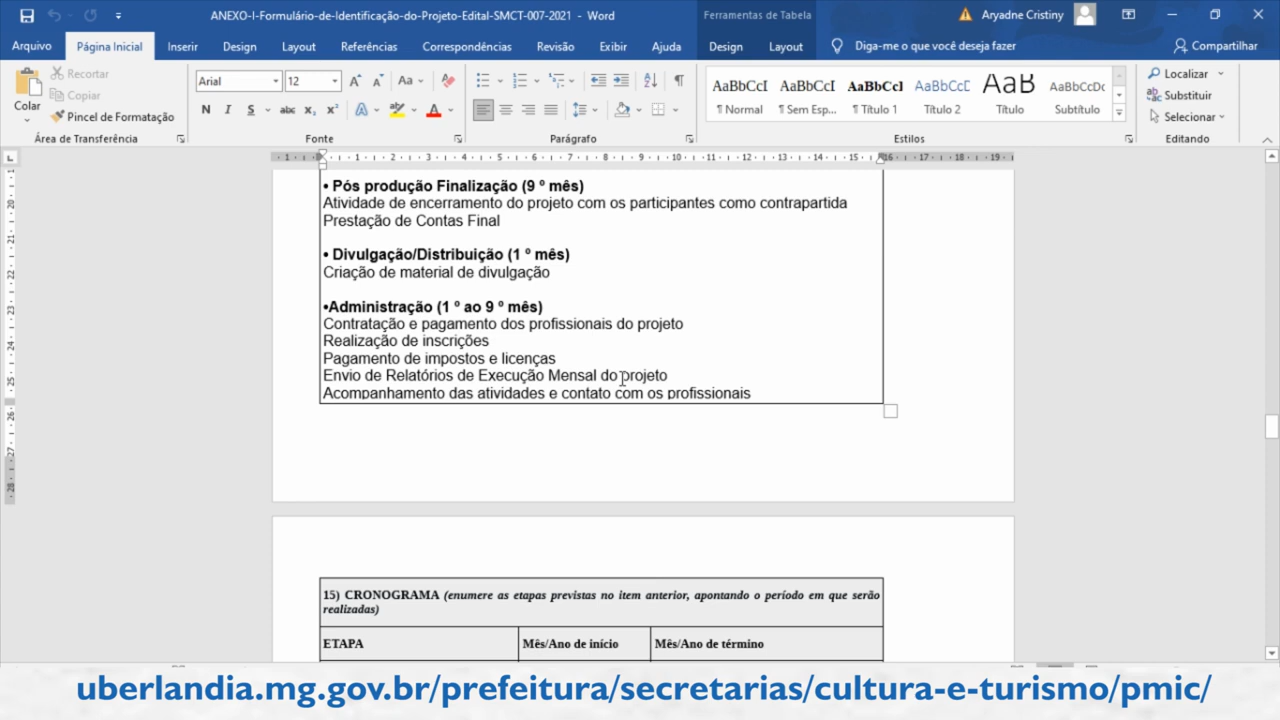 ANEXO-I-Formulário-de-Identificação-do-Projeto-Edital-SMCT-007-2021 - Word
Ferramentas de Tabela
Aryadne Cristiny
Arquivo Página Inicial Inserir Design Layout Referências Correspondências Revisão Exibir Ajuda Design Layout Diga-me o que você deseja fazer Compartilhar
Colar
Recortar
Copiar
Pincel de Formatação
Área de Transferência
Arial 12
N I S abc x₂ x²
Fonte
Parágrafo
AaBbCcI AaBbCcI AaBbCcI AaBbCcI AaB AaBbCcDc
¶ Normal ¶ Sem Esp... ¶ Título 1 Título 2 Título Subtítulo
Estilos
Localizar
Substituir
Selecionar
Editando
• Pós produção Finalização (9 º mês)
Atividade de encerramento do projeto com os participantes como contrapartida
Prestação de Contas Final
• Divulgação/Distribuição (1 º mês)
Criação de material de divulgação
•Administração (1 º ao 9 º mês)
Contratação e pagamento dos profissionais do projeto
Realização de inscrições
Pagamento de impostos e licenças
Envio de Relatórios de Execução Mensal do projeto
Acompanhamento das atividades e contato com os profissionais
15) CRONOGRAMA (enumere as etapas previstas no item anterior, apontando o período em que serão
realizadas)
ETAPA Mês/Ano de início Mês/Ano de término
uberlandia.mg.gov.br/prefeitura/secretarias/cultura-e-turismo/pmic/